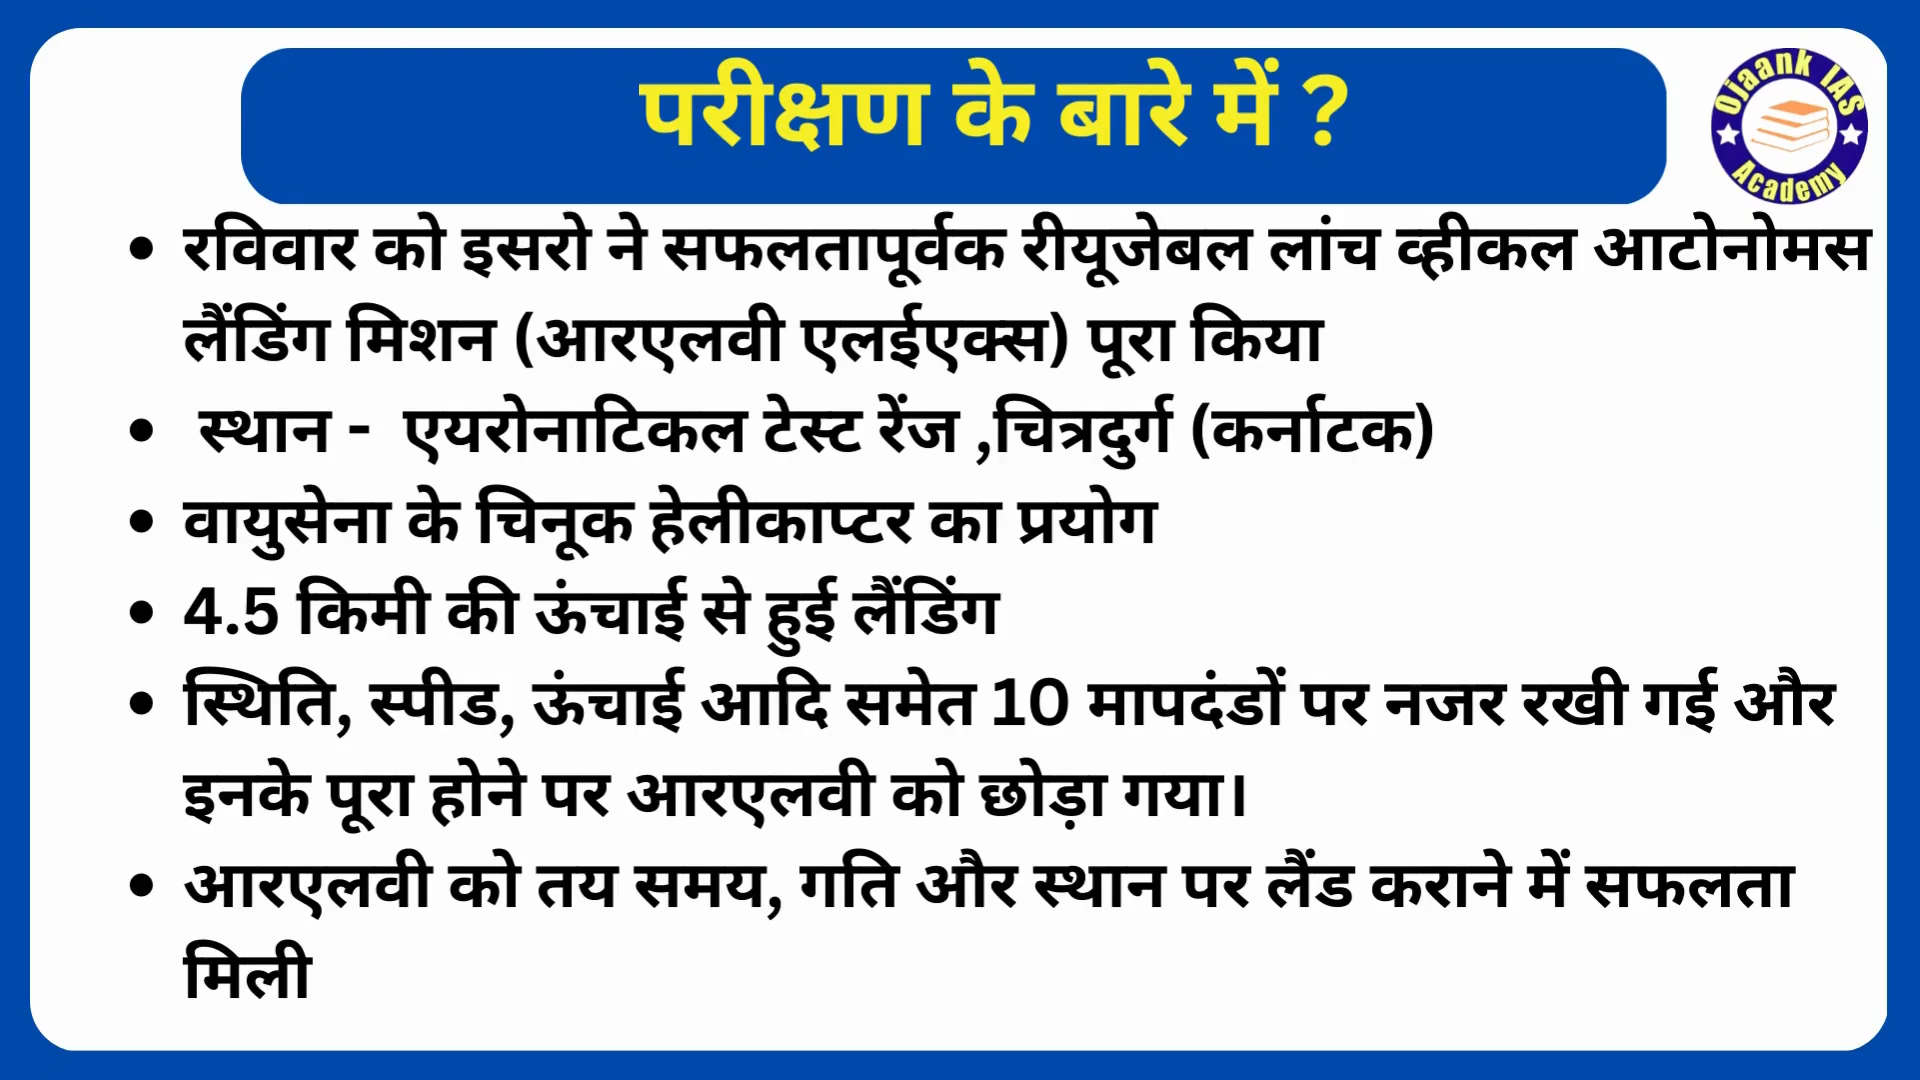 परीक्षण के बारे में ?
Ojaank IAS
Academy
• रविवार को इसरो ने सफलतापूर्वक रीयूजेबल लांच व्हीकल आटोनोमस
लैंडिंग मिशन (आरएलवी एलईएक्स) पूरा किया
• स्थान - एयरोनाटिकल टेस्ट रेंज ,चित्रदुर्ग (कर्नाटक)
• वायुसेना के चिनूक हेलीकाप्टर का प्रयोग
• 4.5 किमी की ऊंचाई से हुई लैंडिंग
• स्थिति, स्पीड, ऊंचाई आदि समेत 10 मापदंडों पर नजर रखी गई और
इनके पूरा होने पर आरएलवी को छोड़ा गया।
• आरएलवी को तय समय, गति और स्थान पर लैंड कराने में सफलता
मिली